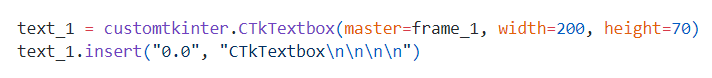 text_1 = customtkinter.CTkTextbox(master=frame_1, width=200, height=70)
text_1.insert("0.0", "CTkTextbox\n\n\n\n")